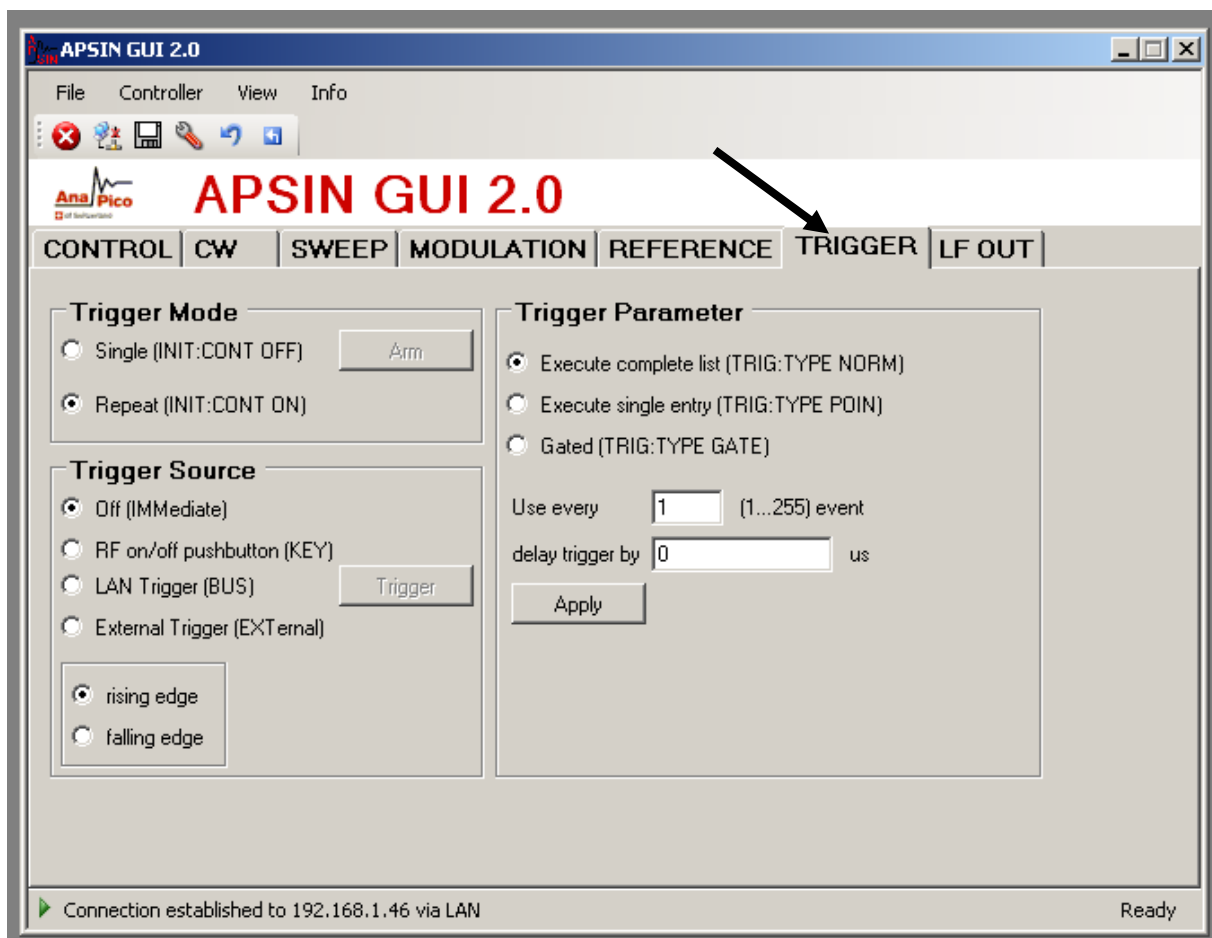 APSIN GUI 2.0
File Controller View Info
AnaPico
APSIN GUI 2.0
CONTROL CW SWEEP MODULATION REFERENCE TRIGGER LF OUT
Trigger Mode
Single (INIT:CONT OFF) Arm
Repeat (INIT:CONT ON)
Trigger Source
Off (IMMediate)
RF on/off pushbutton (KEY)
LAN Trigger (BUS) Trigger
External Trigger (EXTernal)
rising edge
falling edge
Trigger Parameter
Execute complete list (TRIG:TYPE NORM)
Execute single entry (TRIG:TYPE POIN)
Gated (TRIG:TYPE GATE)
Use every 1 (1...255) event
delay trigger by 0 us
Apply
Connection established to 192.168.1.46 via LAN Ready